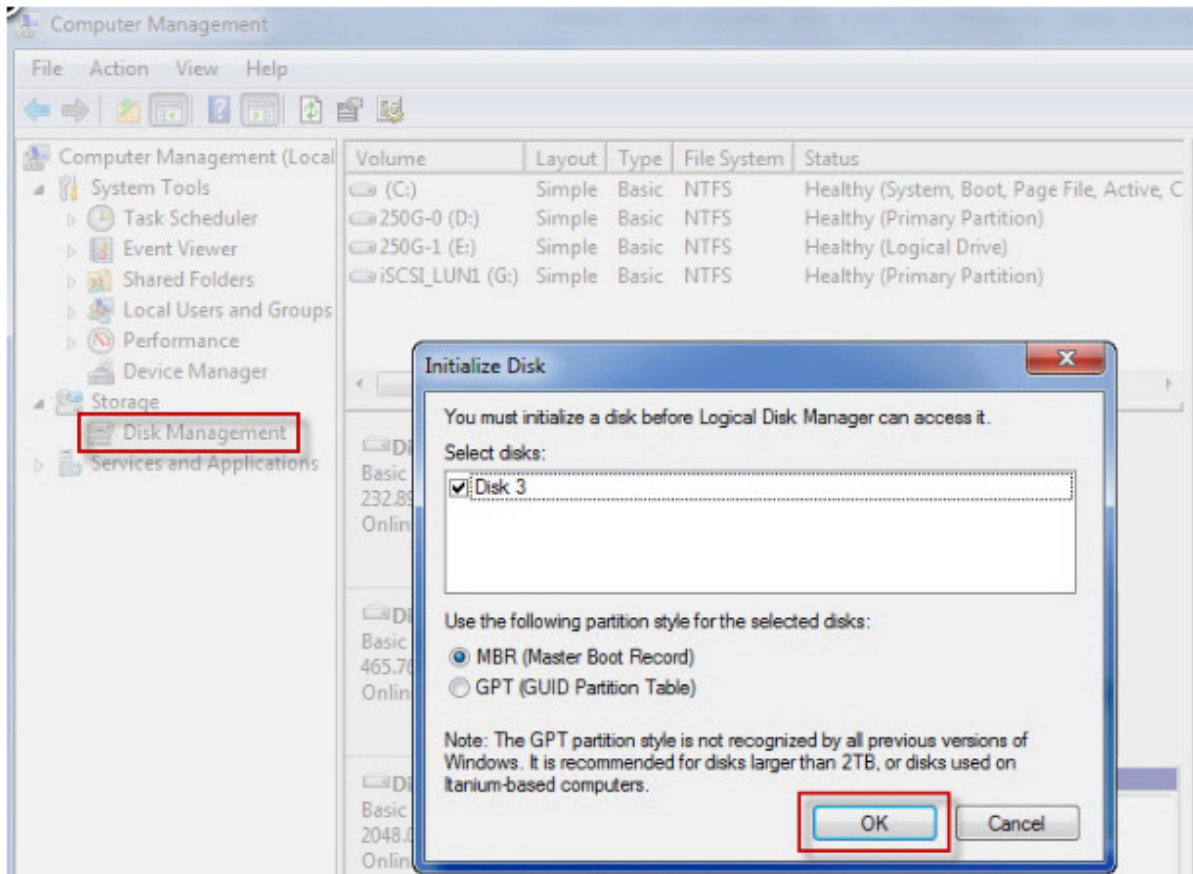 Computer Management
File Action View Help
Computer Management (Local
System Tools
Task Scheduler
Event Viewer
Shared Folders
Local Users and Groups
Performance
Device Manager
Storage
Disk Management
Services and Applications
Volume Layout Type File System Status
(C:) Simple Basic NTFS Healthy (System, Boot, Page File, Active, C
250G-0 (D:) Simple Basic NTFS Healthy (Primary Partition)
250G-1 (E:) Simple Basic NTFS Healthy (Logical Drive)
iSCSI_LUN1 (G:) Simple Basic NTFS Healthy (Primary Partition)
Di
Basic
232.89
Onlin
Di
Basic
465.76
Onlin
Di
Basic
2048.0
Onlin
Initialize Disk
You must initialize a disk before Logical Disk Manager can access it.
Select disks:
Disk 3
Use the following partition style for the selected disks:
MBR (Master Boot Record)
GPT (GUID Partition Table)
Note: The GPT partition style is not recognized by all previous versions of
Windows. It is recommended for disks larger than 2TB, or disks used on
Itanium-based computers.
OK Cancel